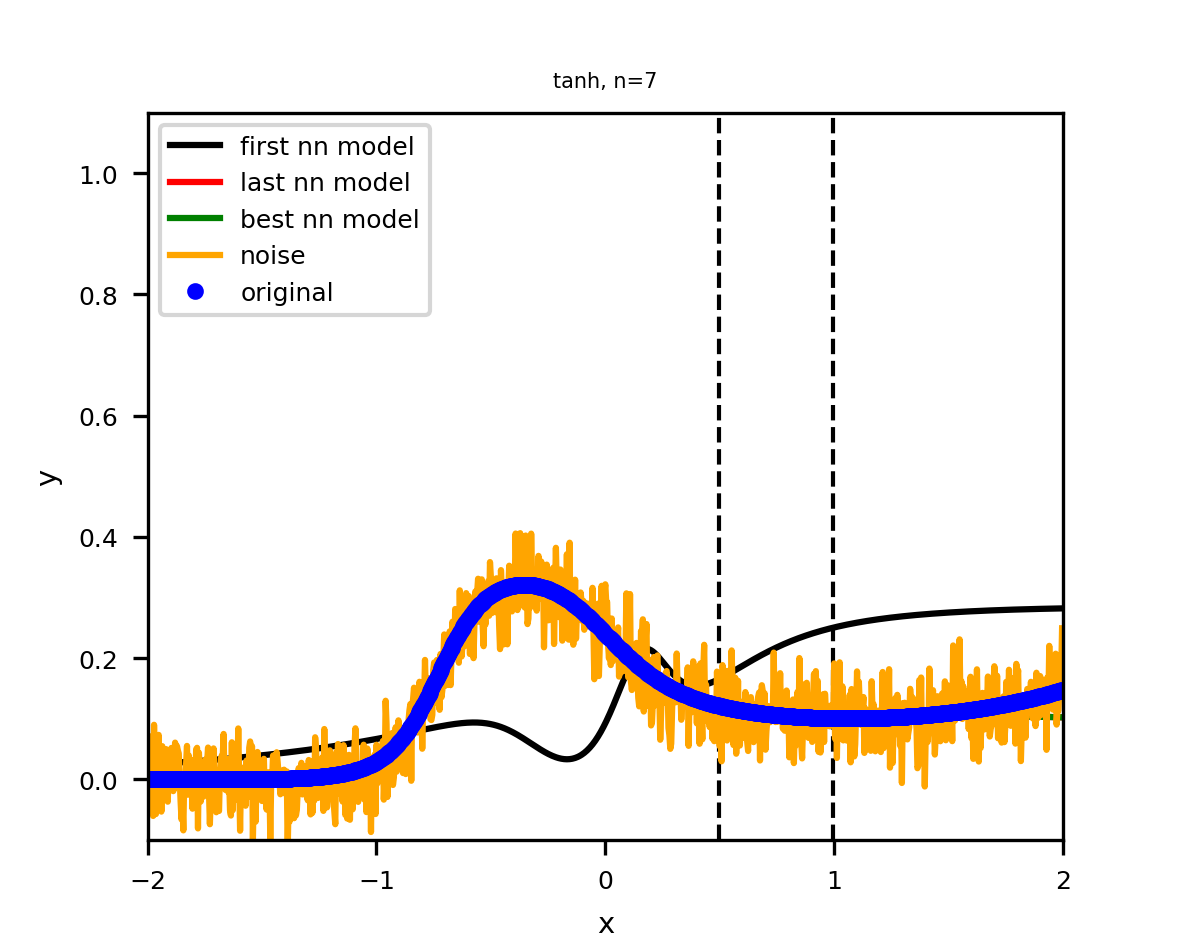 tanh, n=7
first nn model
last nn model
best nn model
noise
original
1.0
0.8
0.6
0.4
0.2
0.0
y
−2
−1
0
1
2
x